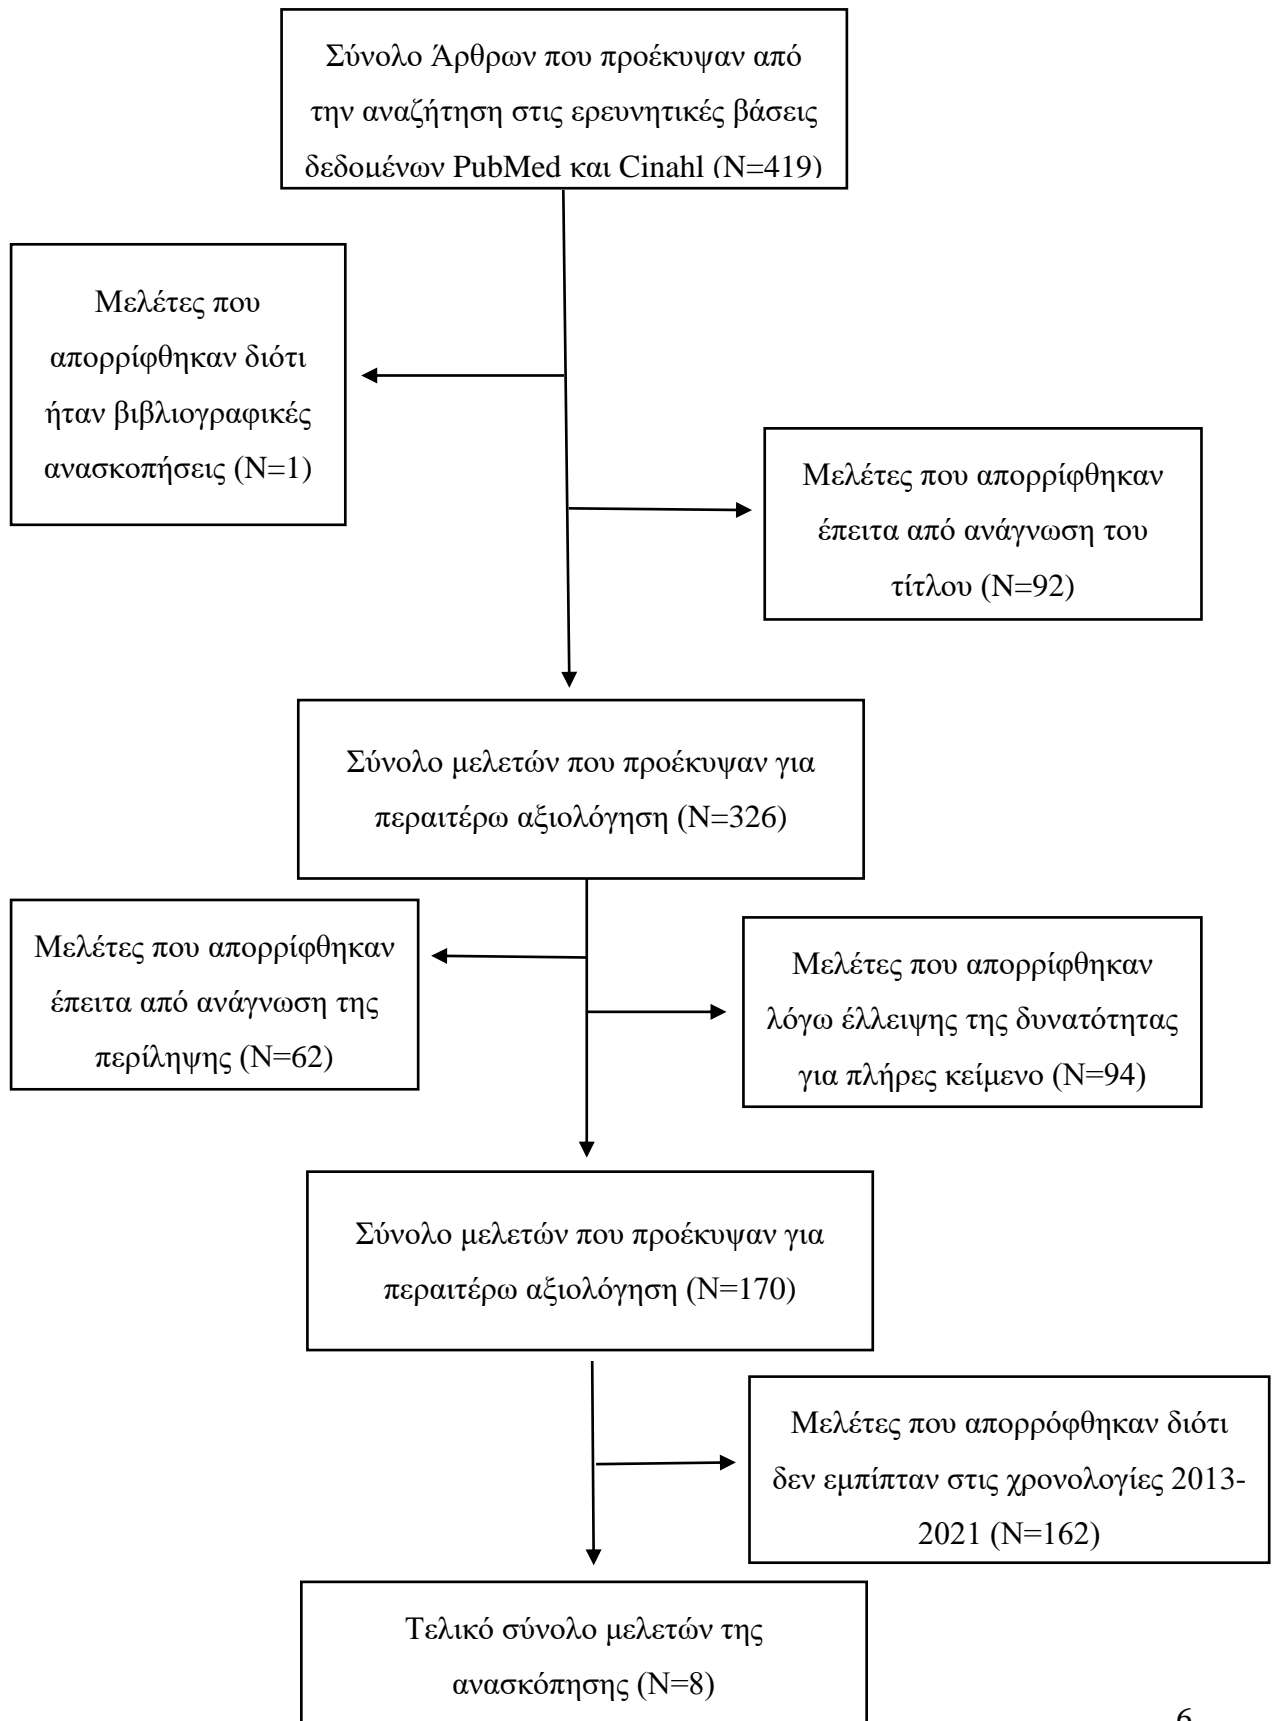 Σύνολο Άρθρων που προέκυψαν από
την αναζήτηση στις ερευνητικές βάσεις
δεδομένων PubMed και Cinahl (N=419)
Μελέτες που
απορρίφθηκαν διότι
ήταν βιβλιογραφικές
ανασκοπήσεις (N=1)
Μελέτες που απορρίφθηκαν
έπειτα από ανάγνωση του
τίτλου (N=92)
Σύνολο μελετών που προέκυψαν για
περαιτέρω αξιολόγηση (N=326)
Μελέτες που απορρίφθηκαν
έπειτα από ανάγνωση της
περίληψης (N=62)
Μελέτες που απορρίφθηκαν
λόγω έλλειψης της δυνατότητας
για πλήρες κείμενο (N=94)
Σύνολο μελετών που προέκυψαν για
περαιτέρω αξιολόγηση (N=170)
Μελέτες που απορρόφθηκαν διότι
δεν εμπίπταν στις χρονολογίες 2013-
2021 (N=162)
Τελικό σύνολο μελετών της
ανασκόπησης (N=8)
6